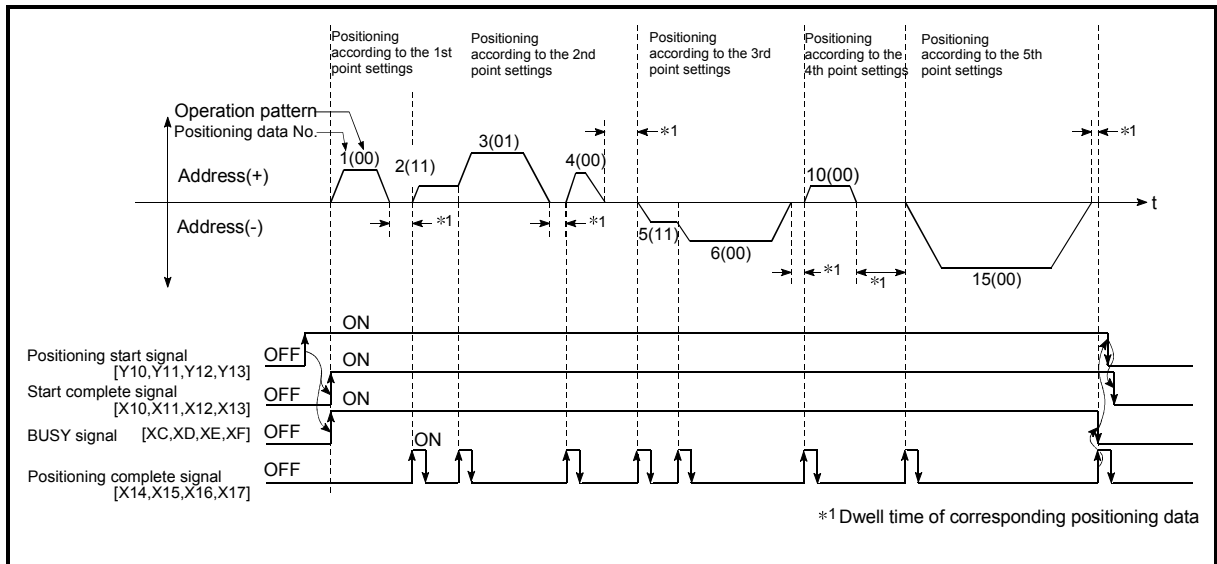 Positioning
according to the 1st
point settings
Positioning
according to the 2nd
point settings
Positioning
according to the 3rd
point settings
Positioning
according to the
4th point settings
Positioning
according to the 5th
point settings
Operation pattern
Positioning data No.
1(00)
2(11)
3(01)
4(00)
*1
*1
10(00)
Address(+)
t
Address(-)
*1
*1
5(11)
6(00)
*1
*1
15(00)
ON
Positioning start signal
OFF
[Y10,Y11,Y12,Y13]
ON
Start complete signal
OFF
[X10,X11,X12,X13]
ON
BUSY signal [XC,XD,XE,XF] OFF
ON
Positioning complete signal
OFF
[X14,X15,X16,X17]
*1 Dwell time of corresponding positioning data